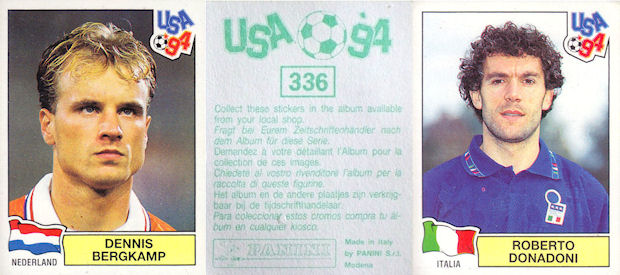 USA 94
NEDERLAND
DENNIS
BERGKAMP
USA 94
336
Collect these stickers in the album available
from your local shop.
Fragt bei Eurem Zeitschriftenhändler nach
dem Album für diese Serie.
Demandez à votre détaillant l'Album pour la
collection de ces images.
Chiedete al vostro rivenditore l'album per la
raccolta di queste figurine.
Het album en de andere plaatjes zijn verkrijg-
baar bij de tijdschrifthandelaar.
Para coleccionar estos cromos compra tu ál-
bum en cualquier kiosco.
PANINI
Made in Italy
by PANINI S.r.l.
Modena
USA 94
ITALIA
ROBERTO
DONADONI